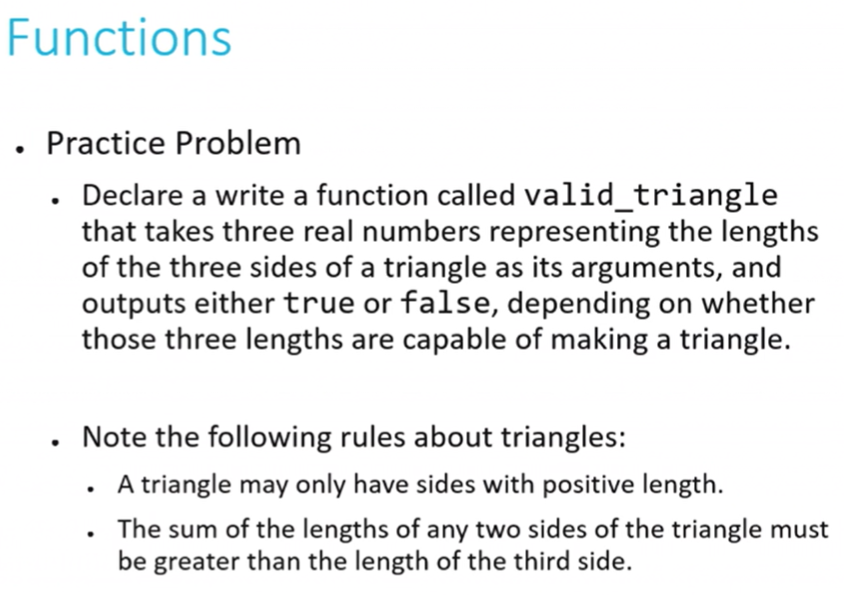 Functions
• Practice Problem
• Declare a write a function called valid_triangle
that takes three real numbers representing the lengths
of the three sides of a triangle as its arguments, and
outputs either true or false, depending on whether
those three lengths are capable of making a triangle.
• Note the following rules about triangles:
• A triangle may only have sides with positive length.
• The sum of the lengths of any two sides of the triangle must
be greater than the length of the third side.